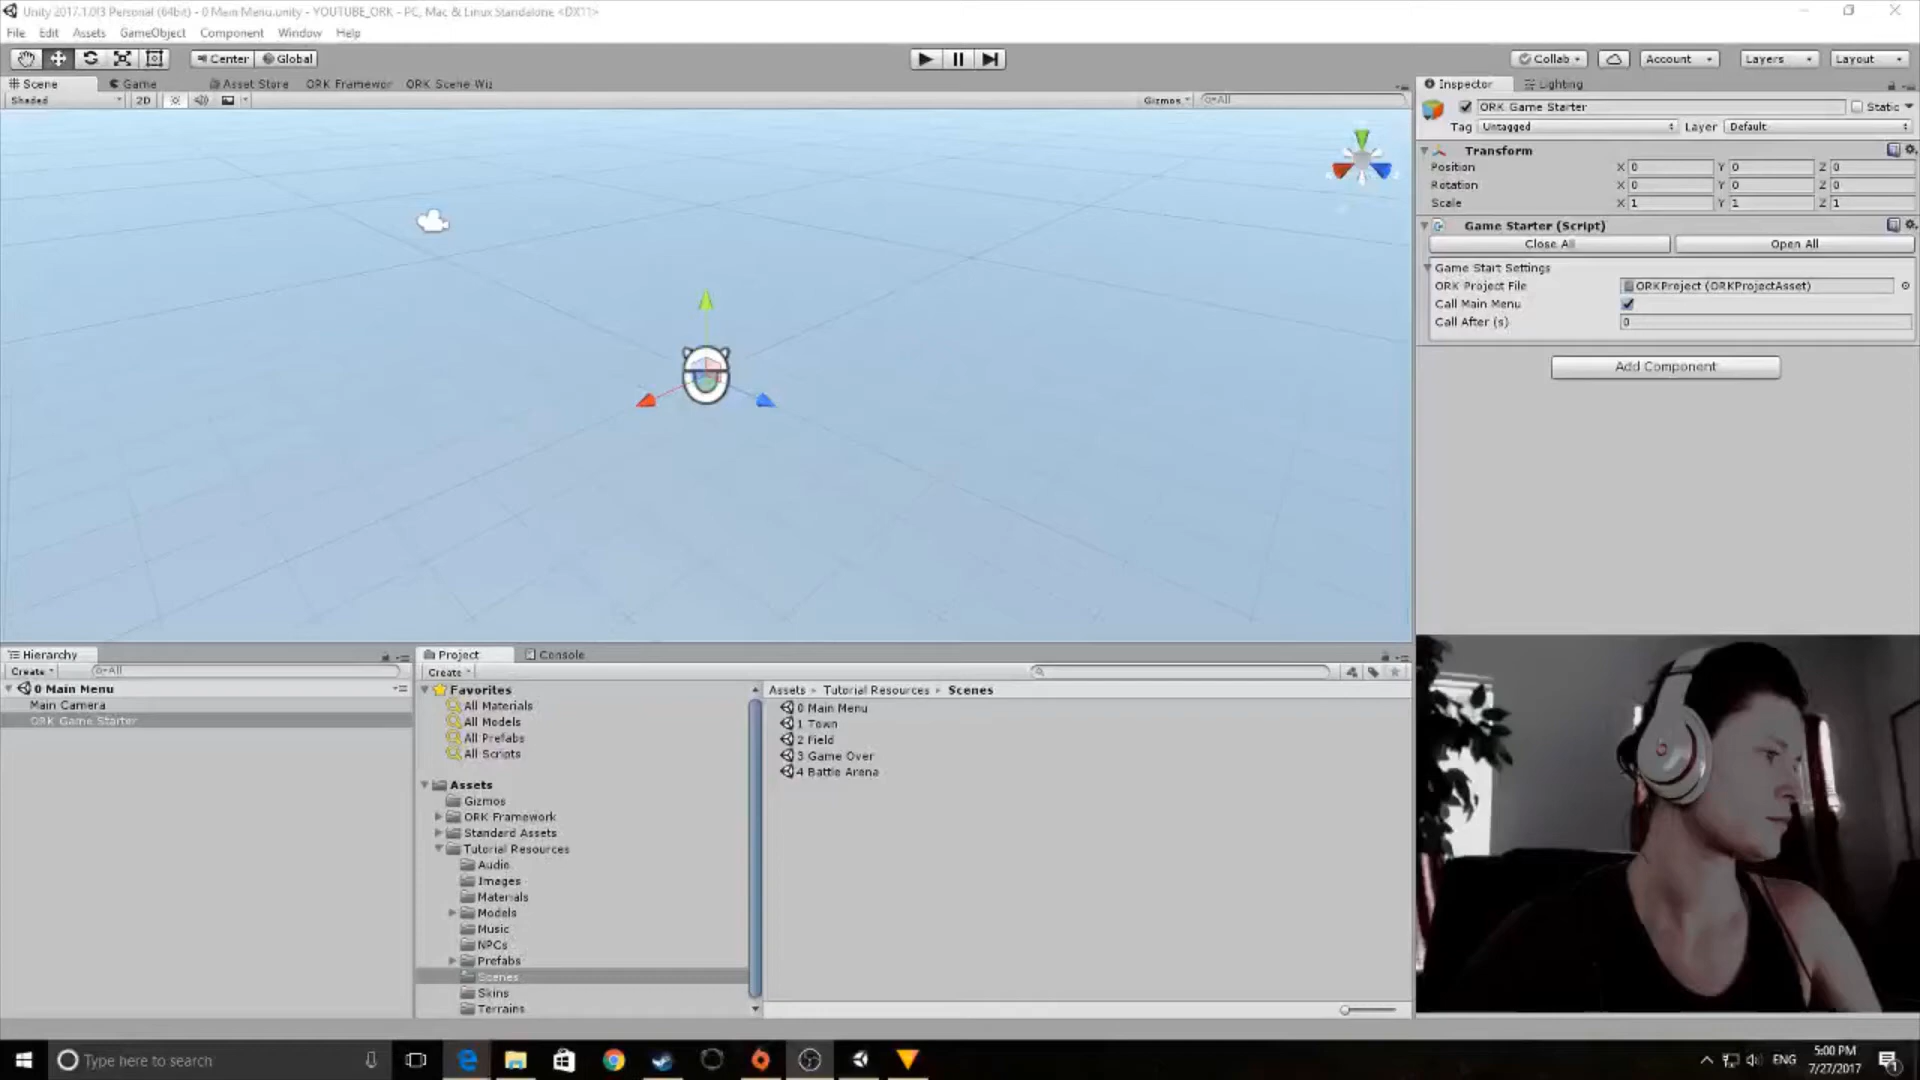 Unity 2017.1.0f3 Personal (64bit) - 0 Main Menu.unity - YOUTUBE_ORK - PC, Mac & Linux Standalone <DX11>
File Edit Assets GameObject Component Window Help
Center Global Collab Account Layers Layout
Scene Game Asset Store ORK Framewor ORK Scene Wiz
Shaded 2D Gizmos All
Inspector Lighting
ORK Game Starter Static
Tag Untagged Layer Default
Transform
Position X 0 Y 0 Z 0
Rotation X 0 Y 0 Z 0
Scale X 1 Y 1 Z 1
Game Starter (Script)
Close All Open All
Game Start Settings
ORK Project File ORKProject (ORKProjectAsset)
Call Main Menu
Call After (s) 0
Add Component
Hierarchy
Create All
0 Main Menu
Main Camera
ORK Game Starter
Project Console
Create
Favorites
All Materials
All Models
All Prefabs
All Scripts
Assets
Gizmos
ORK Framework
Standard Assets
Tutorial Resources
Audio
Images
Materials
Models
Music
NPCs
Prefabs
Scenes
Skins
Terrains
Assets Tutorial Resources Scenes
0 Main Menu
1 Town
2 Field
3 Game Over
4 Battle Arena
Type here to search
ENG
5:00 PM
7/27/2017
1